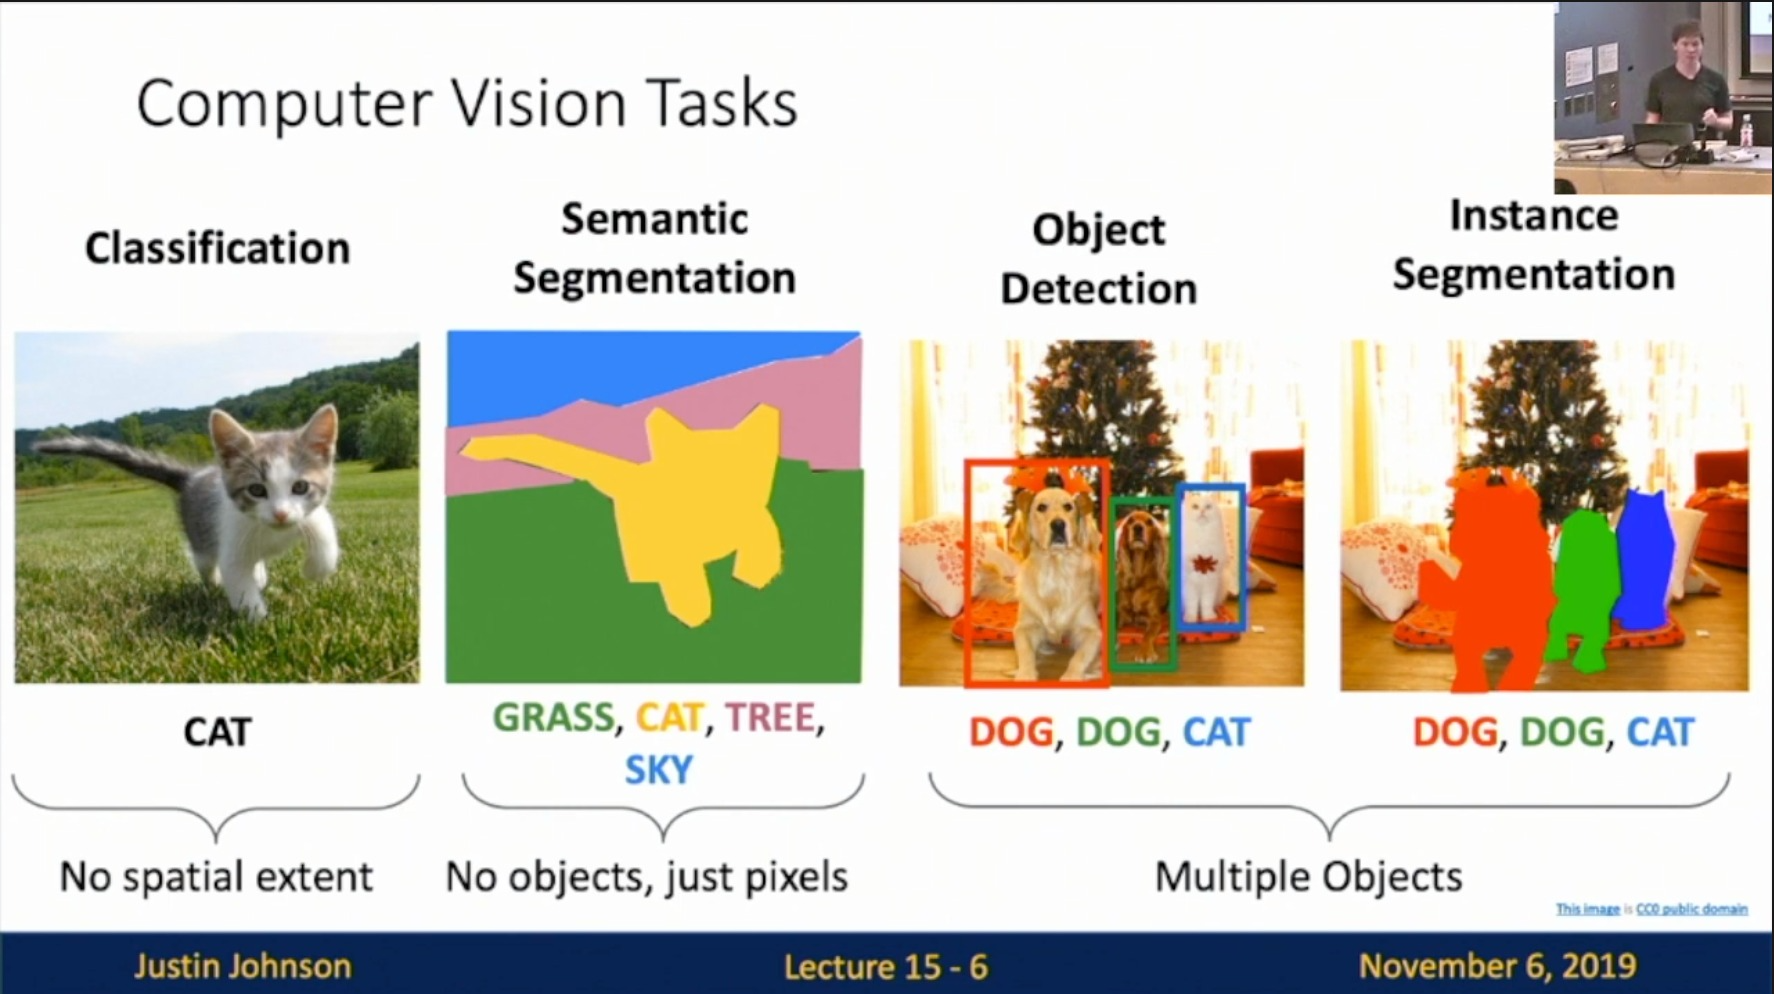 Computer Vision Tasks
Classification
Semantic
Segmentation
Object
Detection
Instance
Segmentation
CAT
GRASS, CAT, TREE,
SKY
DOG, DOG, CAT
DOG, DOG, CAT
No spatial extent
No objects, just pixels
Multiple Objects
This image is CC0 public domain
Justin Johnson
Lecture 15 - 6
November 6, 2019